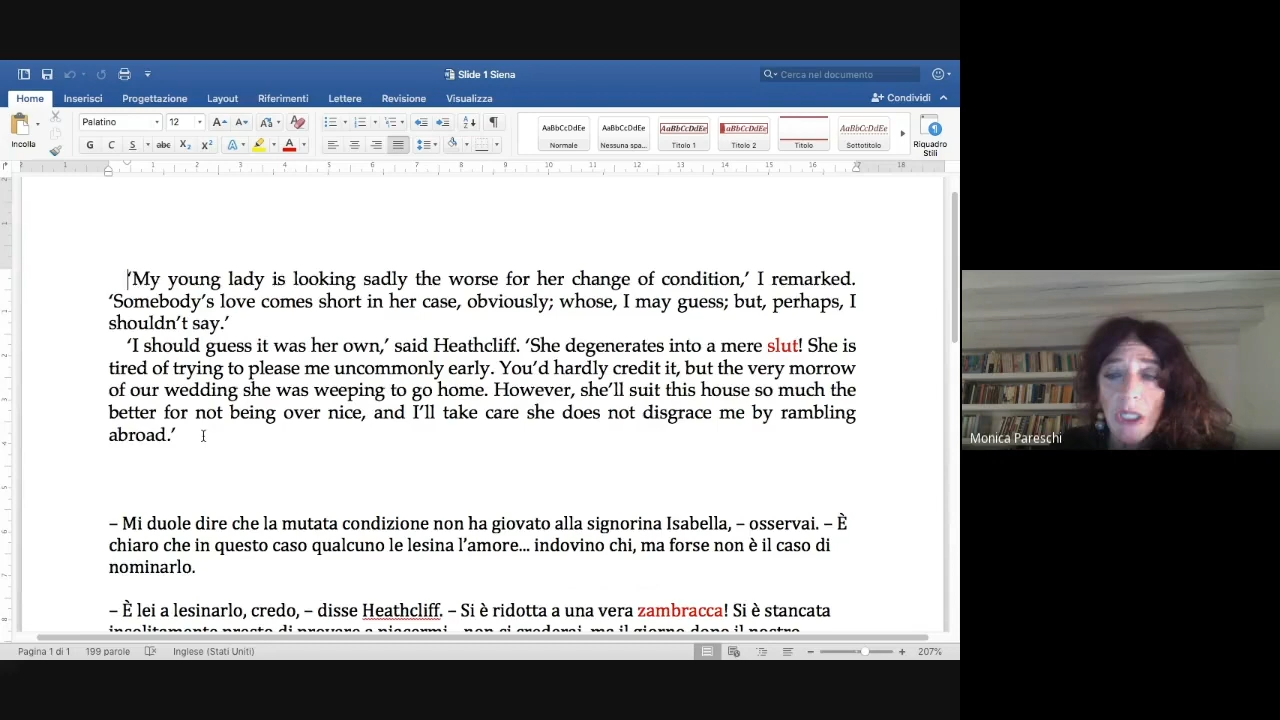 Slide 1 Siena
Cerca nel documento
Home Inserisci Progettazione Layout Riferimenti Lettere Revisione Visualizza Condividi
Incolla
Palatino 12
G C S abc X₂ X²
AaBbCcDdEe AaBbCcDdEe AaBbCcDdEe AaBbCcDdEe AaBbCcDdEe
Normale Nessuna spa... Titolo 1 Titolo 2 Titolo Sottotitolo
Riquadro
Stili
‘My young lady is looking sadly the worse for her change of condition,’ I remarked.
‘Somebody’s love comes short in her case, obviously; whose, I may guess; but, perhaps, I
shouldn’t say.’
‘I should guess it was her own,’ said Heathcliff. ‘She degenerates into a mere slut! She is
tired of trying to please me uncommonly early. You’d hardly credit it, but the very morrow
of our wedding she was weeping to go home. However, she’ll suit this house so much the
better for not being over nice, and I’ll take care she does not disgrace me by rambling
abroad.’
– Mi duole dire che la mutata condizione non ha giovato alla signorina Isabella, – osservai. – È
chiaro che in questo caso qualcuno le lesina l’amore... indovino chi, ma forse non è il caso di
nominarlo.
– È lei a lesinarlo, credo, – disse Heathcliff. – Si è ridotta a una vera zambracca! Si è stancata
Pagina 1 di 1 199 parole Inglese (Stati Uniti) 207%
Monica Pareschi